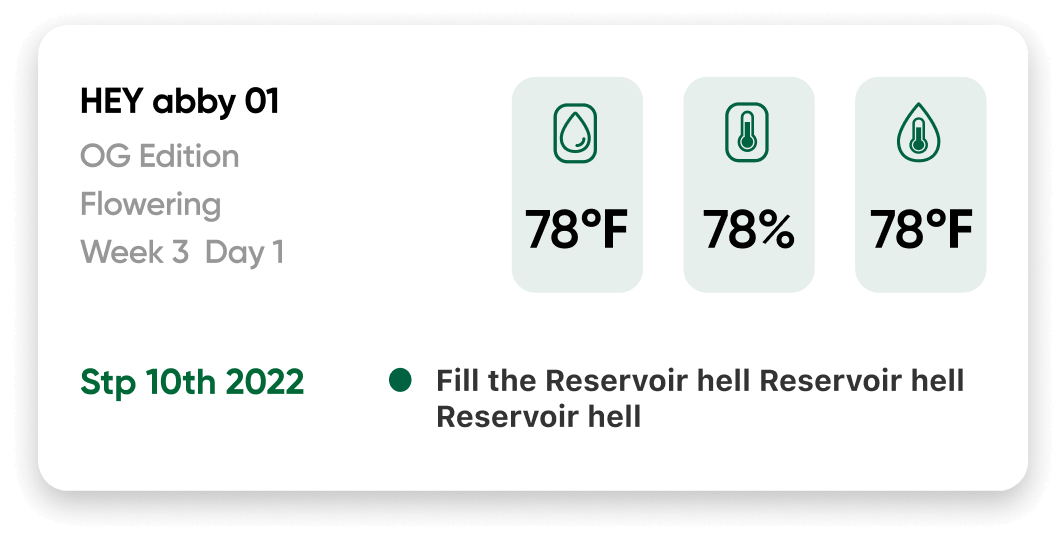 HEY abby 01
OG Edition
Flowering
Week 3 Day 1
78°F
78%
78°F
Stp 10th 2022
Fill the Reservoir hell Reservoir hell
Reservoir hell